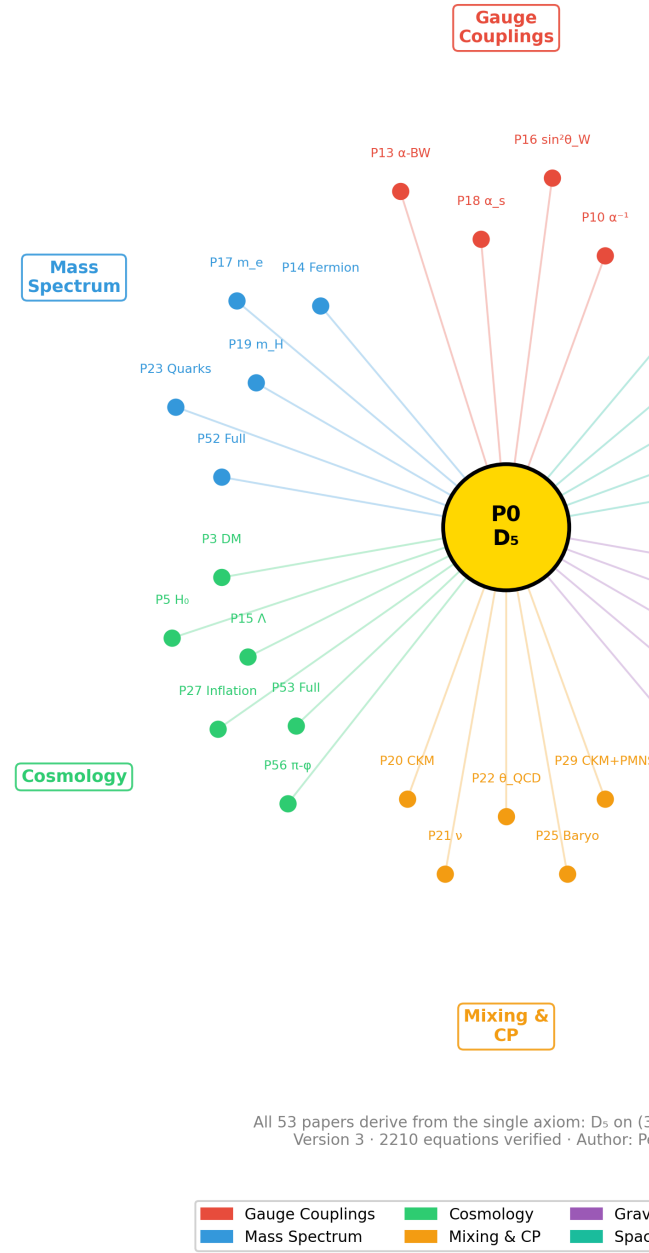 Gauge
Couplings
P16 sin²θ_W
P13 α-BW
P18 α_s
P10 α⁻¹
Mass
Spectrum
P17 m_e
P14 Fermion
P19 m_H
P23 Quarks
P52 Full
P0
D₅
P3 DM
P5 H₀
P15 Λ
P27 Inflation
P53 Full
P56 π-φ
Cosmology
P20 CKM
P22 θ_QCD
P29 CKM+PMNS
P21 ν
P25 Baryo
Mixing &
CP
All 53 papers derive from the single axiom: D₅ on (3
Version 3 · 2210 equations verified · Author: Pe
Gauge Couplings
Cosmology
Grav
Mass Spectrum
Mixing & CP
Spac